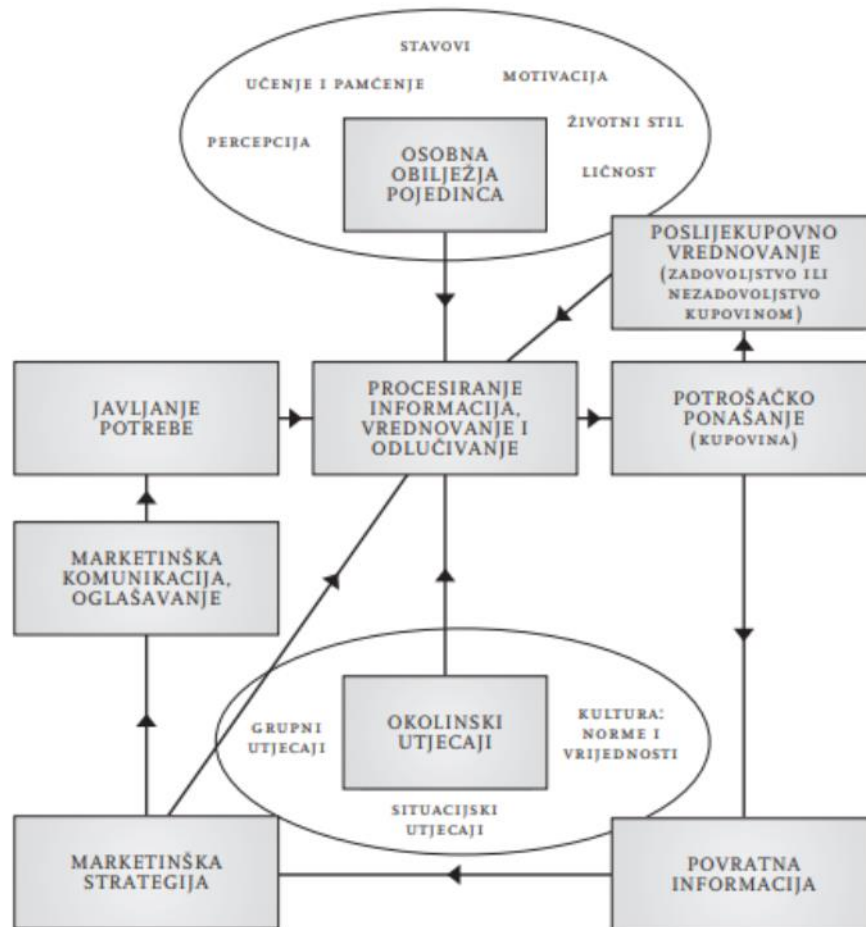 STAVOVI
UČENJE I PAMĆENJE
MOTIVACIJA
PERCEPCIJA
ŽIVOTNI STIL
LIČNOST
OSOBNA
OBILJEŽJA
POJEDINCA
POSLIJEKUPOVNO
VREDNOVANJE
(ZADOVOLJSTVO ILI
NEZADOVOLJSTVO
KUPOVINOM)
JAVLJANJE
POTREBE
PROCESIRANJE
INFORMACIJA,
VREDNOVANJE I
ODLUČIVANJE
POTROŠAČKO
PONAŠANJE
(KUPOVINA)
MARKETINŠKA
KOMUNIKACIJA,
OGLAŠAVANJE
GRUPNI
UTJECAJI
OKOLINSKI
UTJECAJI
KULTURA:
NORME I
VRIJEDNOSTI
SITUACIJSKI
UTJECAJI
MARKETINŠKA
STRATEGIJA
POVRATNA
INFORMACIJA